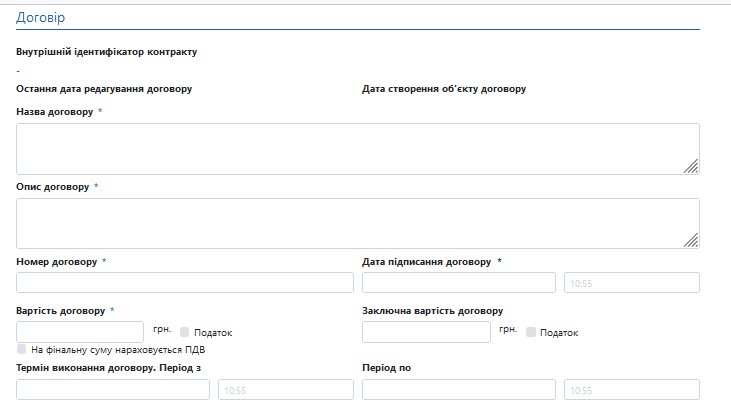 Договір
Внутрішній ідентифікатор контракту
-
Остання дата редагування договору Дата створення об'єкту договору
Назва договору *
Опис договору *
Номер договору * Дата підписання договору *
10:55
Вартість договору * Заключна вартість договору
грн. Податок грн. Податок
На фінальну суму нараховується ПДВ
Термін виконання договору. Період з Період по
10:55 10:55